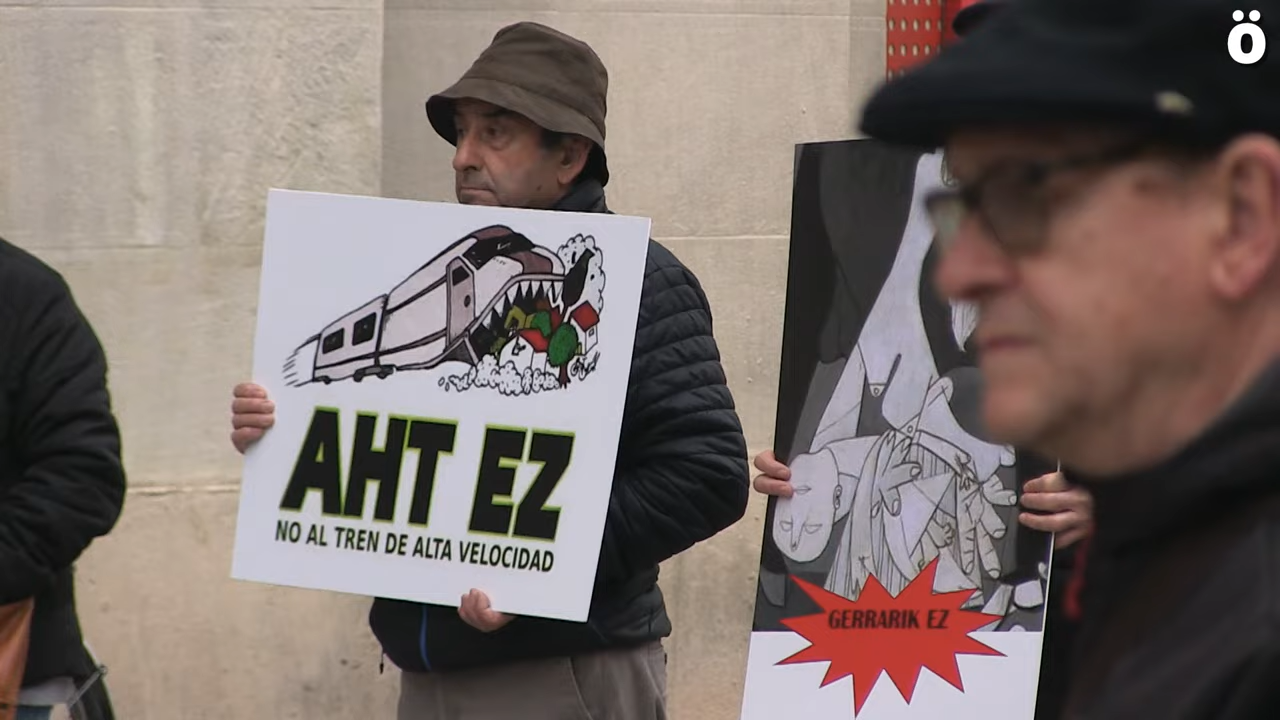 ö
AHT EZ
NO AL TREN DE ALTA VELOCIDAD
GERRARIK EZ